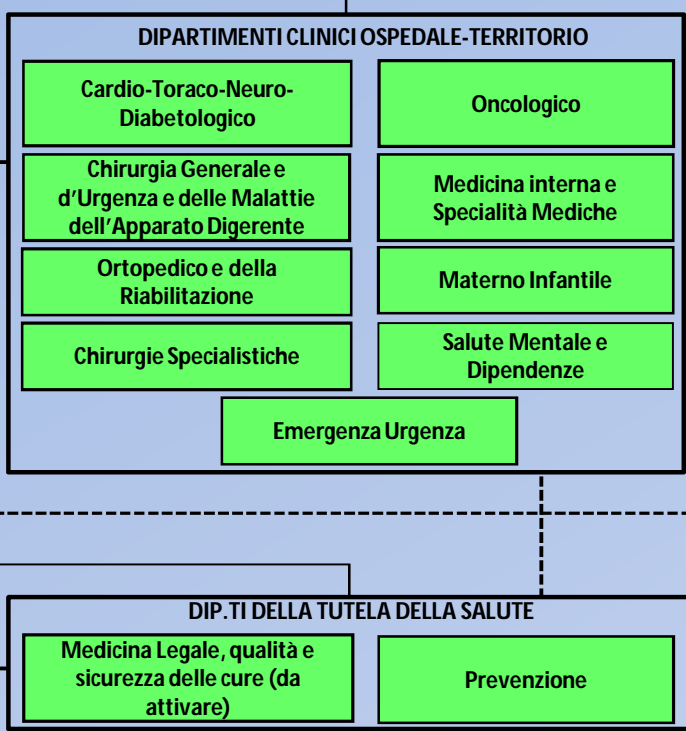 DIPARTIMENTI CLINICI OSPEDALE-TERRITORIO
Cardio-Toraco-Neuro-
Diabetologico
Oncologico
Chirurgia Generale e
d'Urgenza e delle Malattie
dell'Apparato Digerente
Medicina interna e
Specialità Mediche
Ortopedico e della
Riabilitazione
Materno Infantile
Chirurgie Specialistiche
Salute Mentale e
Dipendenze
Emergenza Urgenza
DIP.TI DELLA TUTELA DELLA SALUTE
Medicina Legale, qualità e
sicurezza delle cure (da
attivare)
Prevenzione